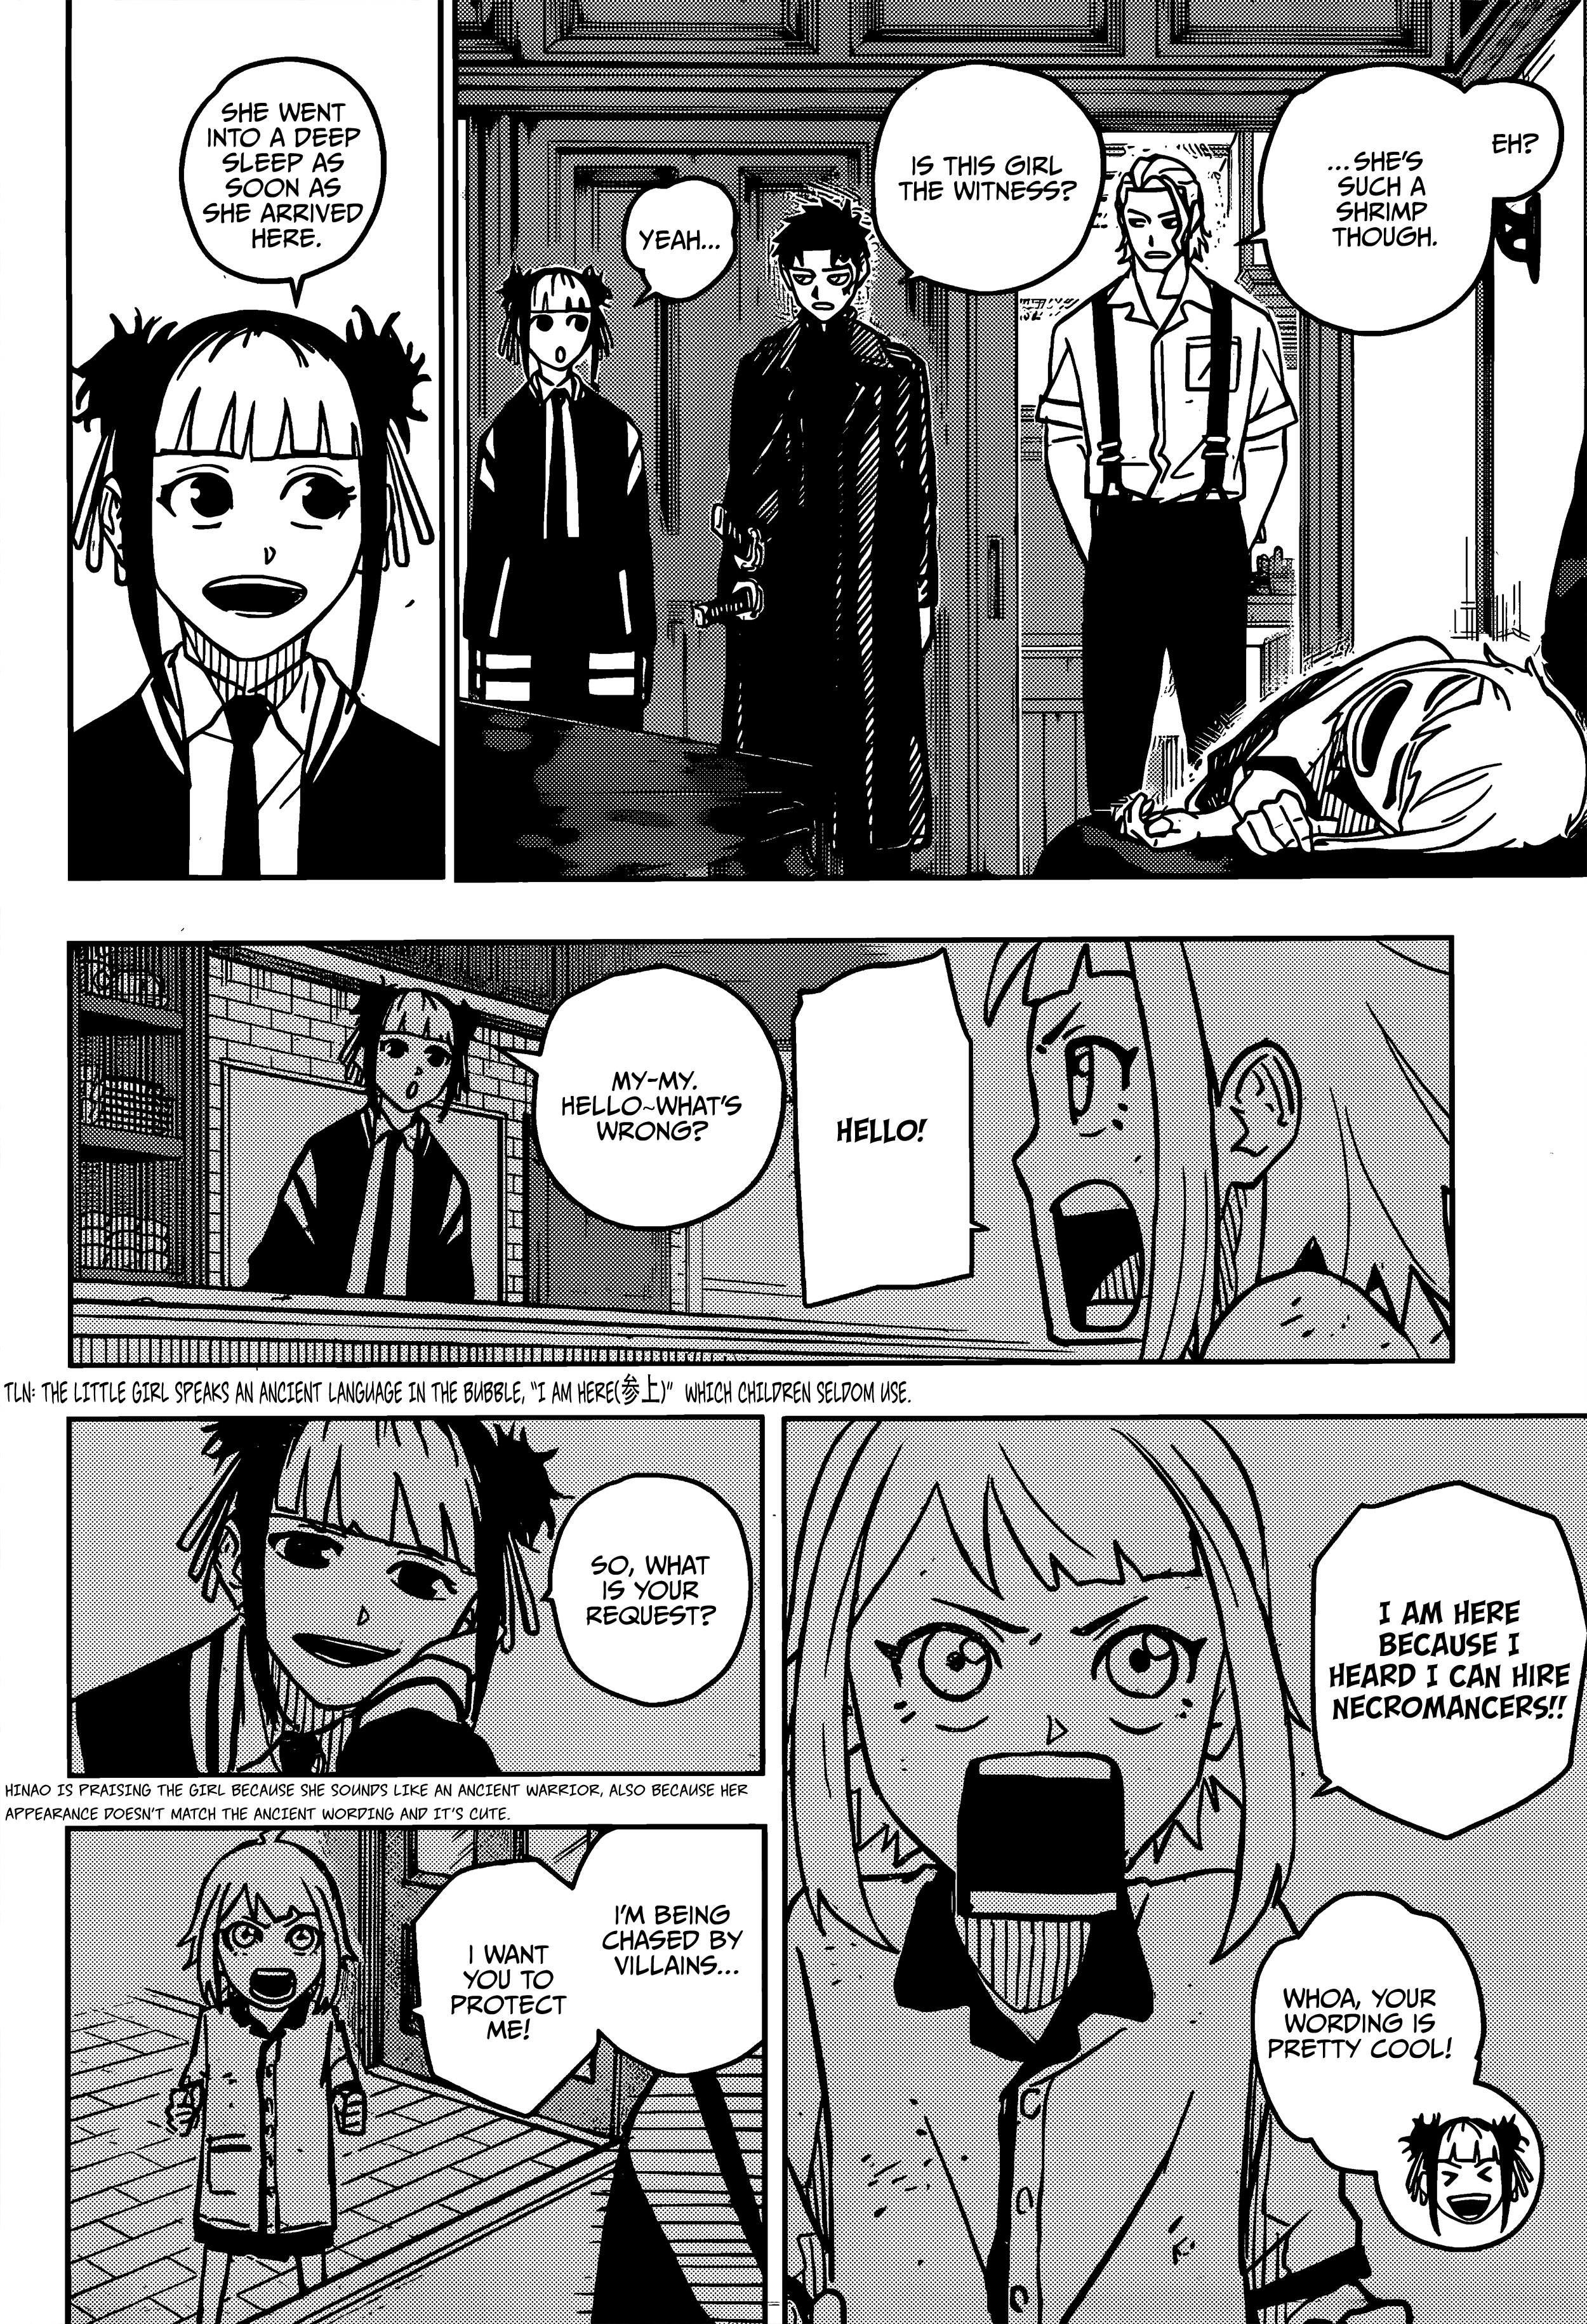 EH?
...SHE'S
SUCH A
SHRIMP
THOUGH.
IS THIS GIRL
THE WITNESS?
YEAH...
SHE WENT
INTO A DEEP
SLEEP AS
SOON AS
SHE ARRIVED
HERE.
HELLO!
MY-MY.
HELLO~WHAT'S
WRONG?
TLN: THE LITTLE GIRL SPEAKS AN ANCIENT LANGUAGE IN THE BUBBLE, "I AM HERE(参上)" WHICH CHILDREN SELDOM USE.
I AM HERE
BECAUSE I
HEARD I CAN HIRE
NECROMANCERS!!
WHOA, YOUR
WORDING IS
PRETTY COOL!
SO, WHAT
IS YOUR
REQUEST?
HINAO IS PRAISING THE GIRL BECAUSE SHE SOUNDS LIKE AN ANCIENT WARRIOR, ALSO BECAUSE HER
APPEARANCE DOESN'T MATCH THE ANCIENT WORDING AND IT'S CUTE.
I'M BEING
CHASED BY
VILLAINS...
I WANT
YOU TO
PROTECT
ME!